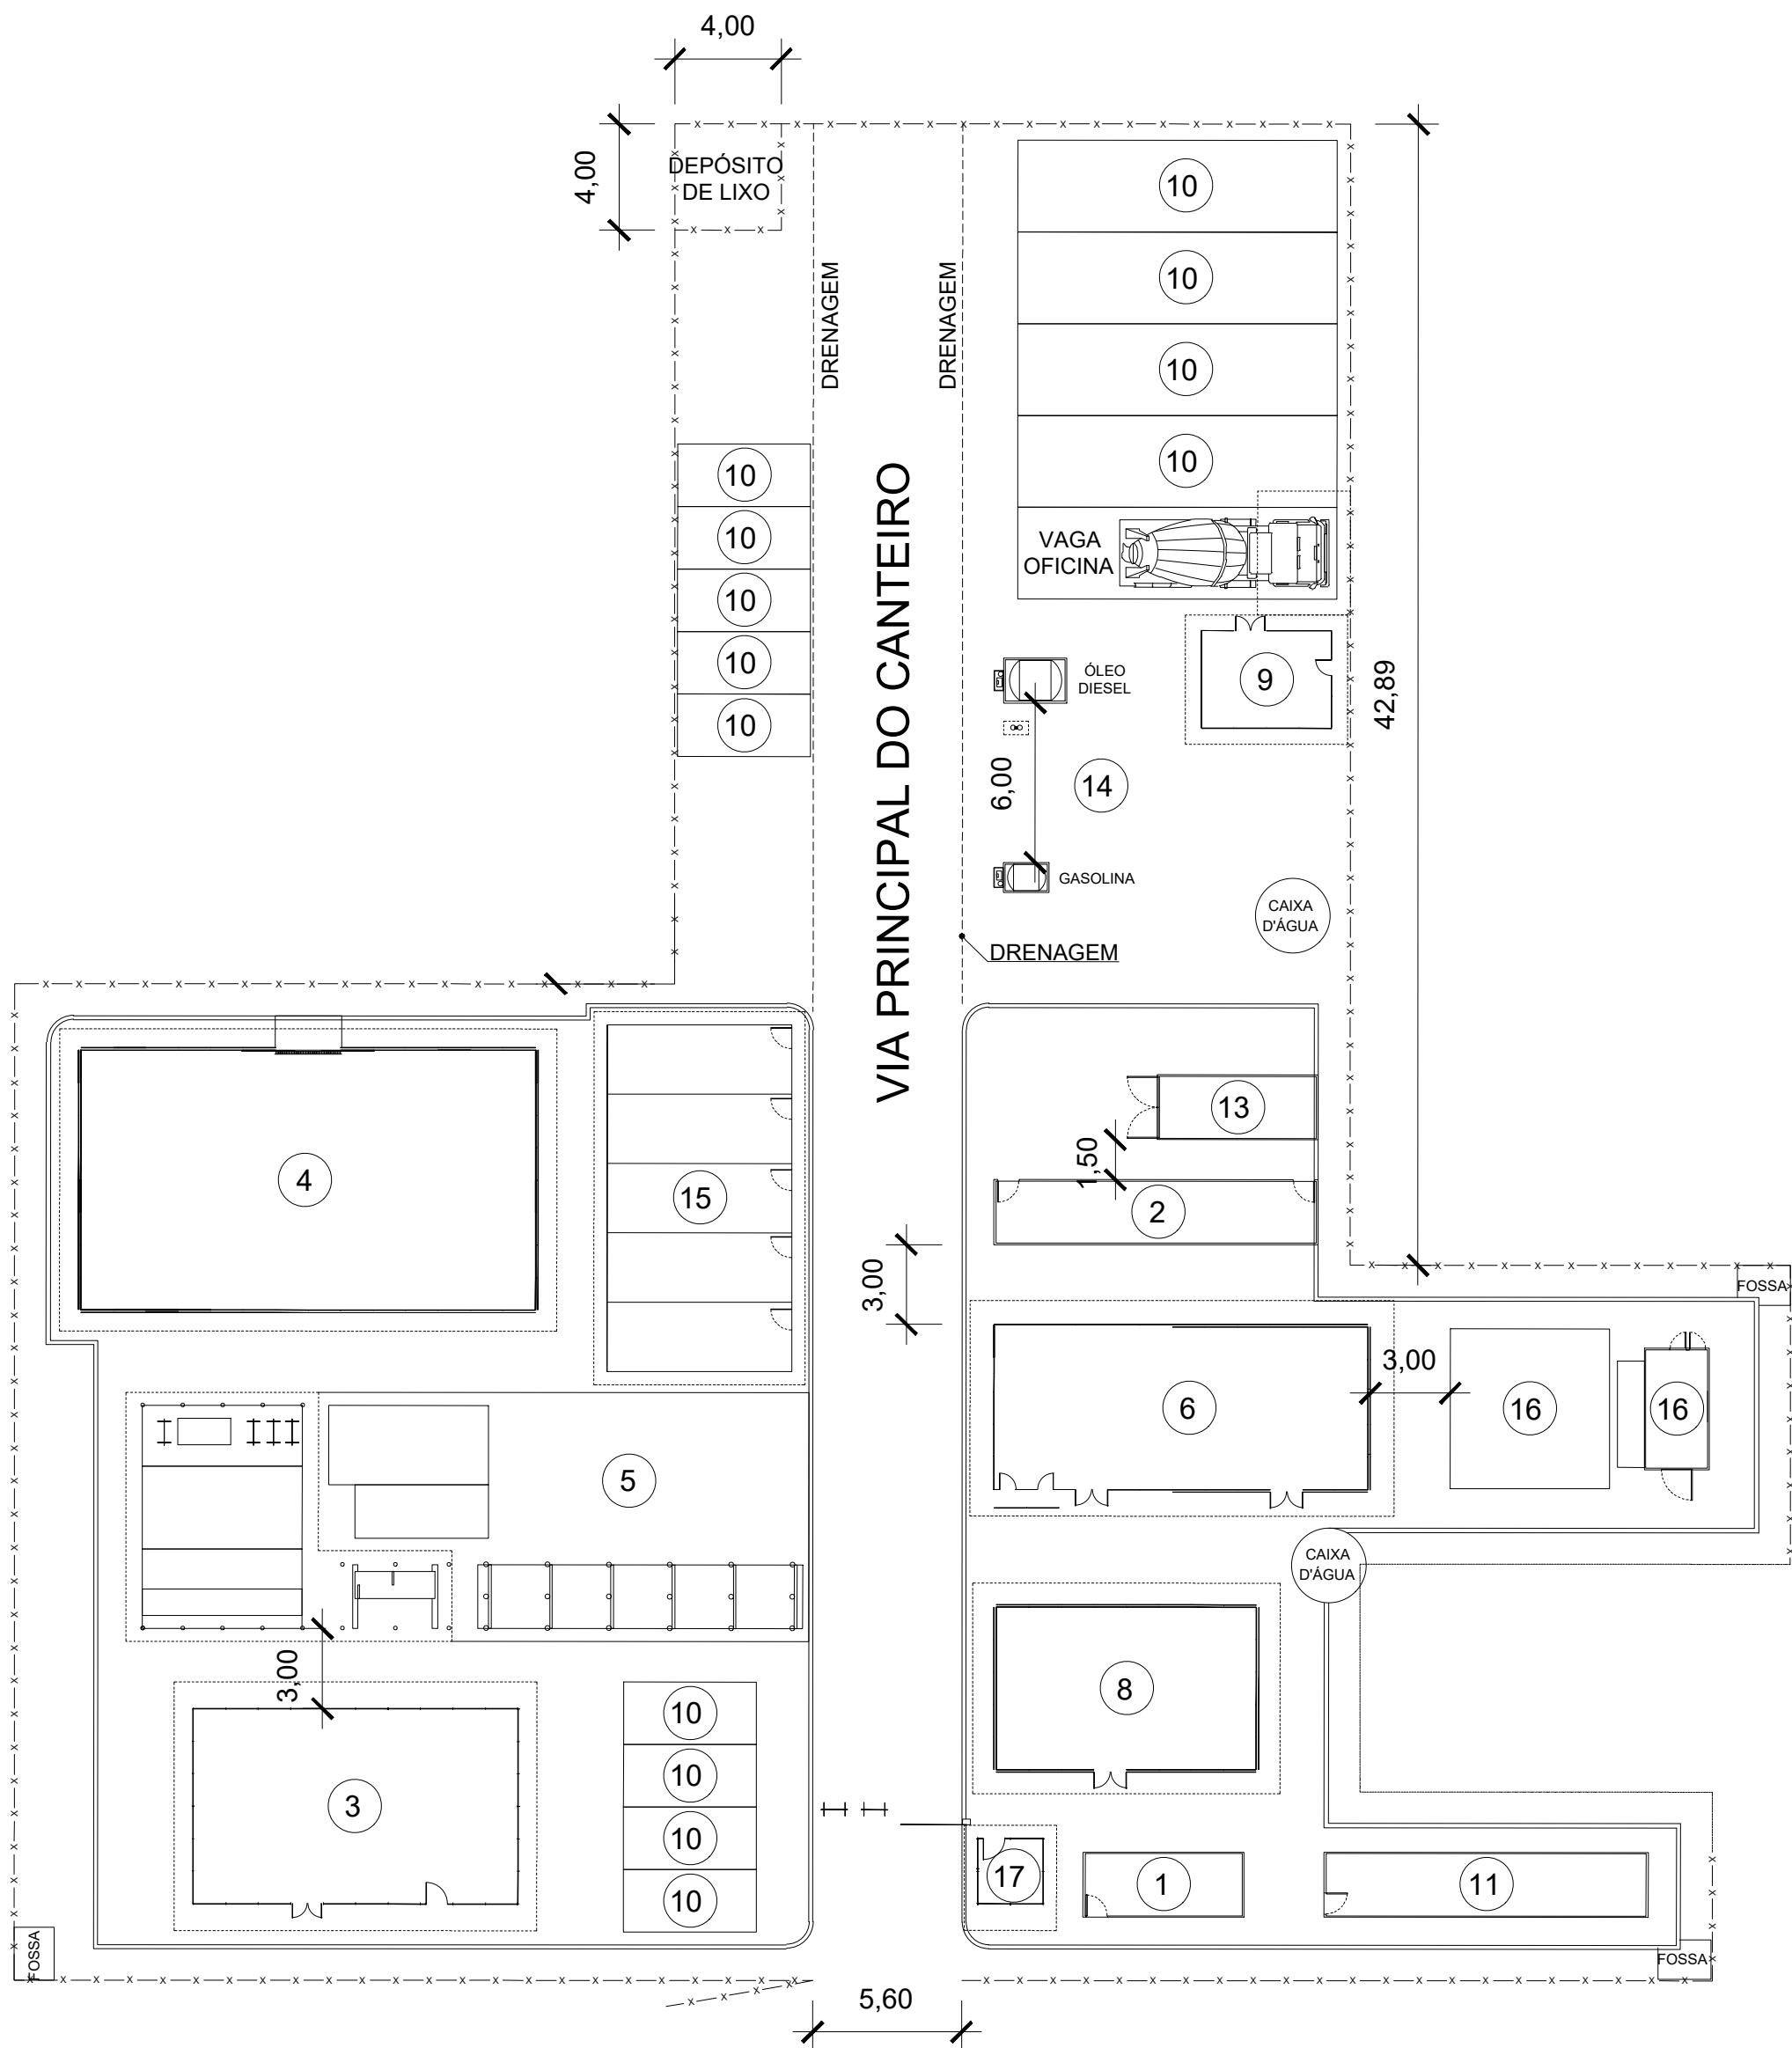 4,00
4,00
DEPÓSITO
DE LIXO
DRENAGEM
DRENAGEM
10
10
10
10
VAGA
OFICINA
10
10
10
10
10
VIA PRINCIPAL DO CANTEIRO
ÓLEO
DIESEL
9
42,89
6,00
14
GASOLINA
CAIXA
D'ÁGUA
DRENAGEM
4
15
13
1,50
2
3,00
FOSSA
6
3,00
16
16
5
CAIXA
D'ÁGUA
3,00
8
3
10
10
10
10
17
1
11
FOSSA
FOSSA
5,60